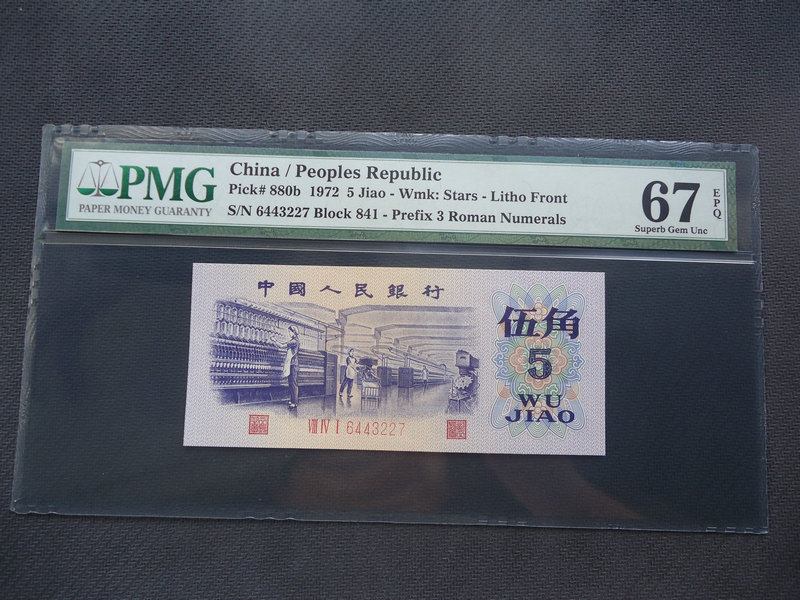 PMG
PAPER MONEY GUARANTY
China / Peoples Republic
Pick# 880b 1972 5 Jiao - Wmk: Stars - Litho Front
S/N 6443227 Block 841 - Prefix 3 Roman Numerals
67
EPQ
Superb Gem Unc
中國人民銀行
伍角
5
WU
JIAO
VIII IV I 6443227